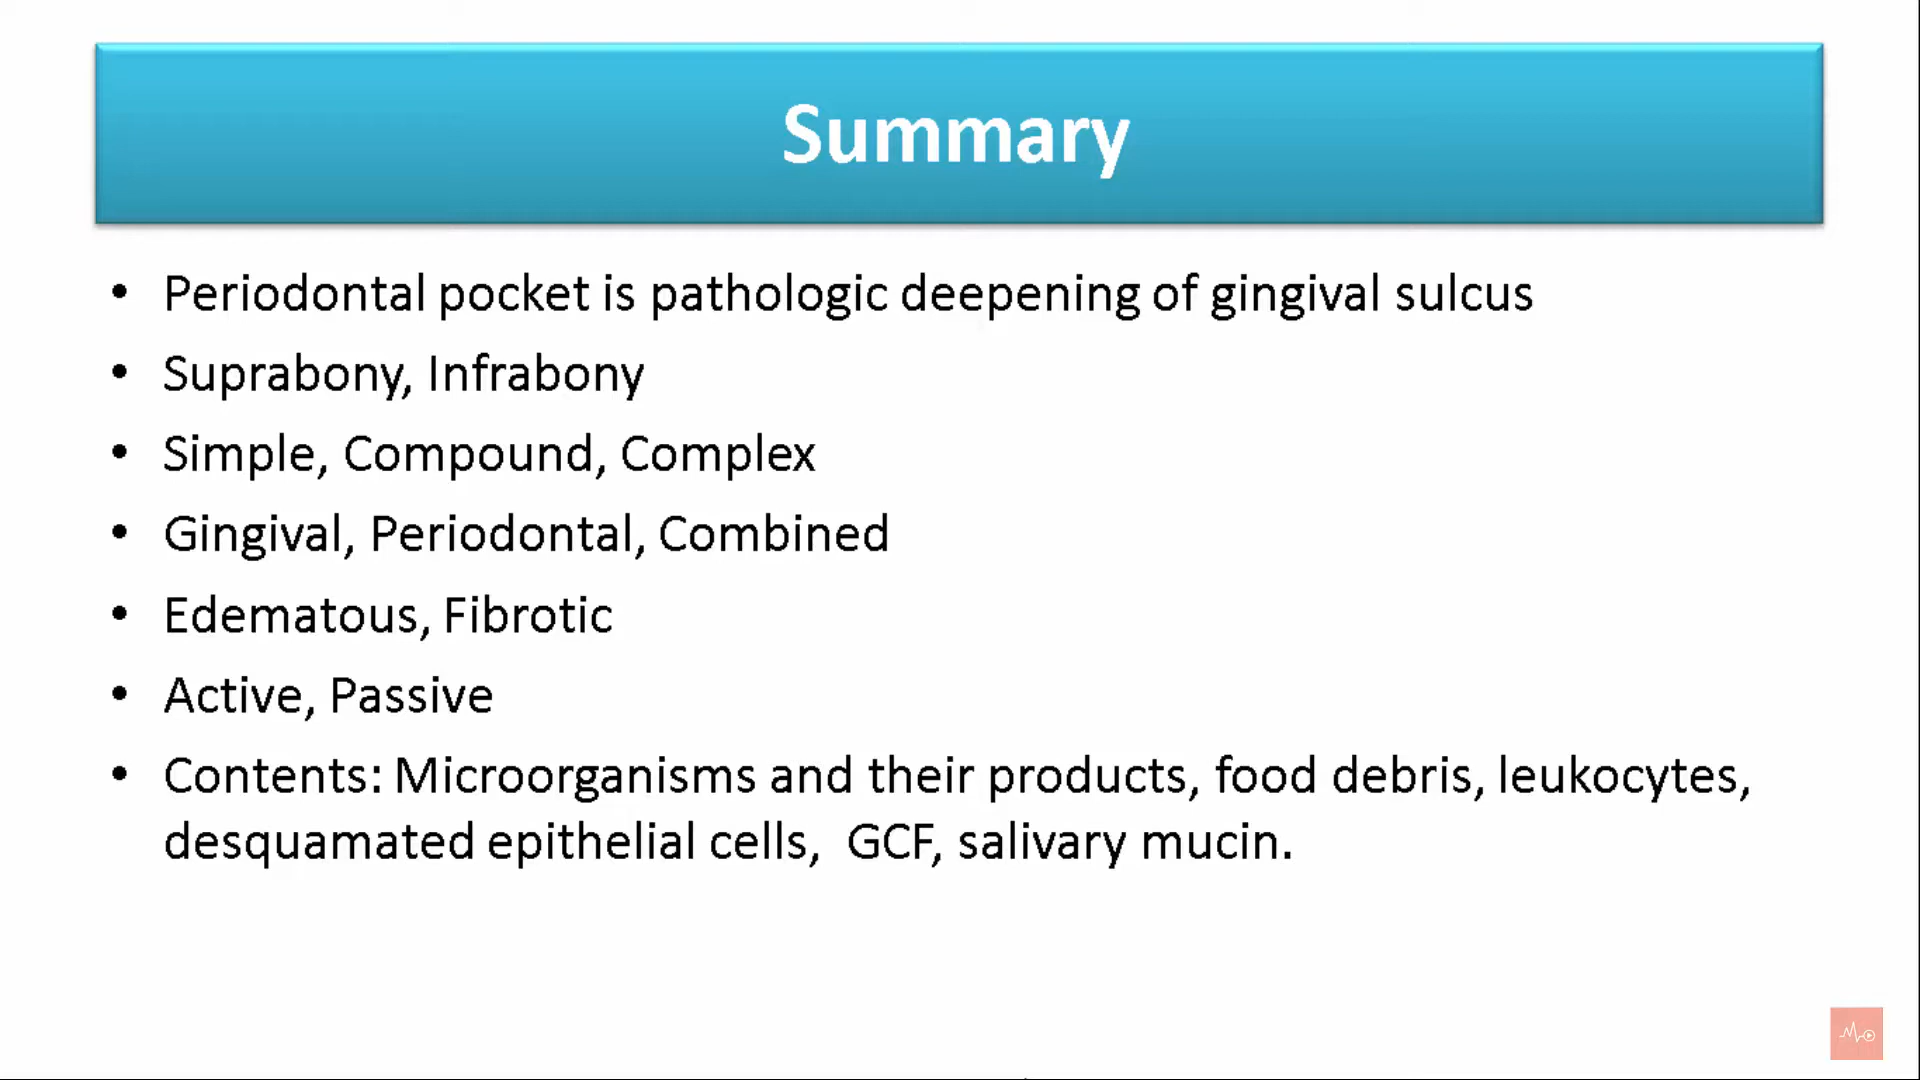 Summary
• Periodontal pocket is pathologic deepening of gingival sulcus
• Suprabony, Infrabony
• Simple, Compound, Complex
• Gingival, Periodontal, Combined
• Edematous, Fibrotic
• Active, Passive
• Contents: Microorganisms and their products, food debris, leukocytes,
desquamated epithelial cells,  GCF, salivary mucin.